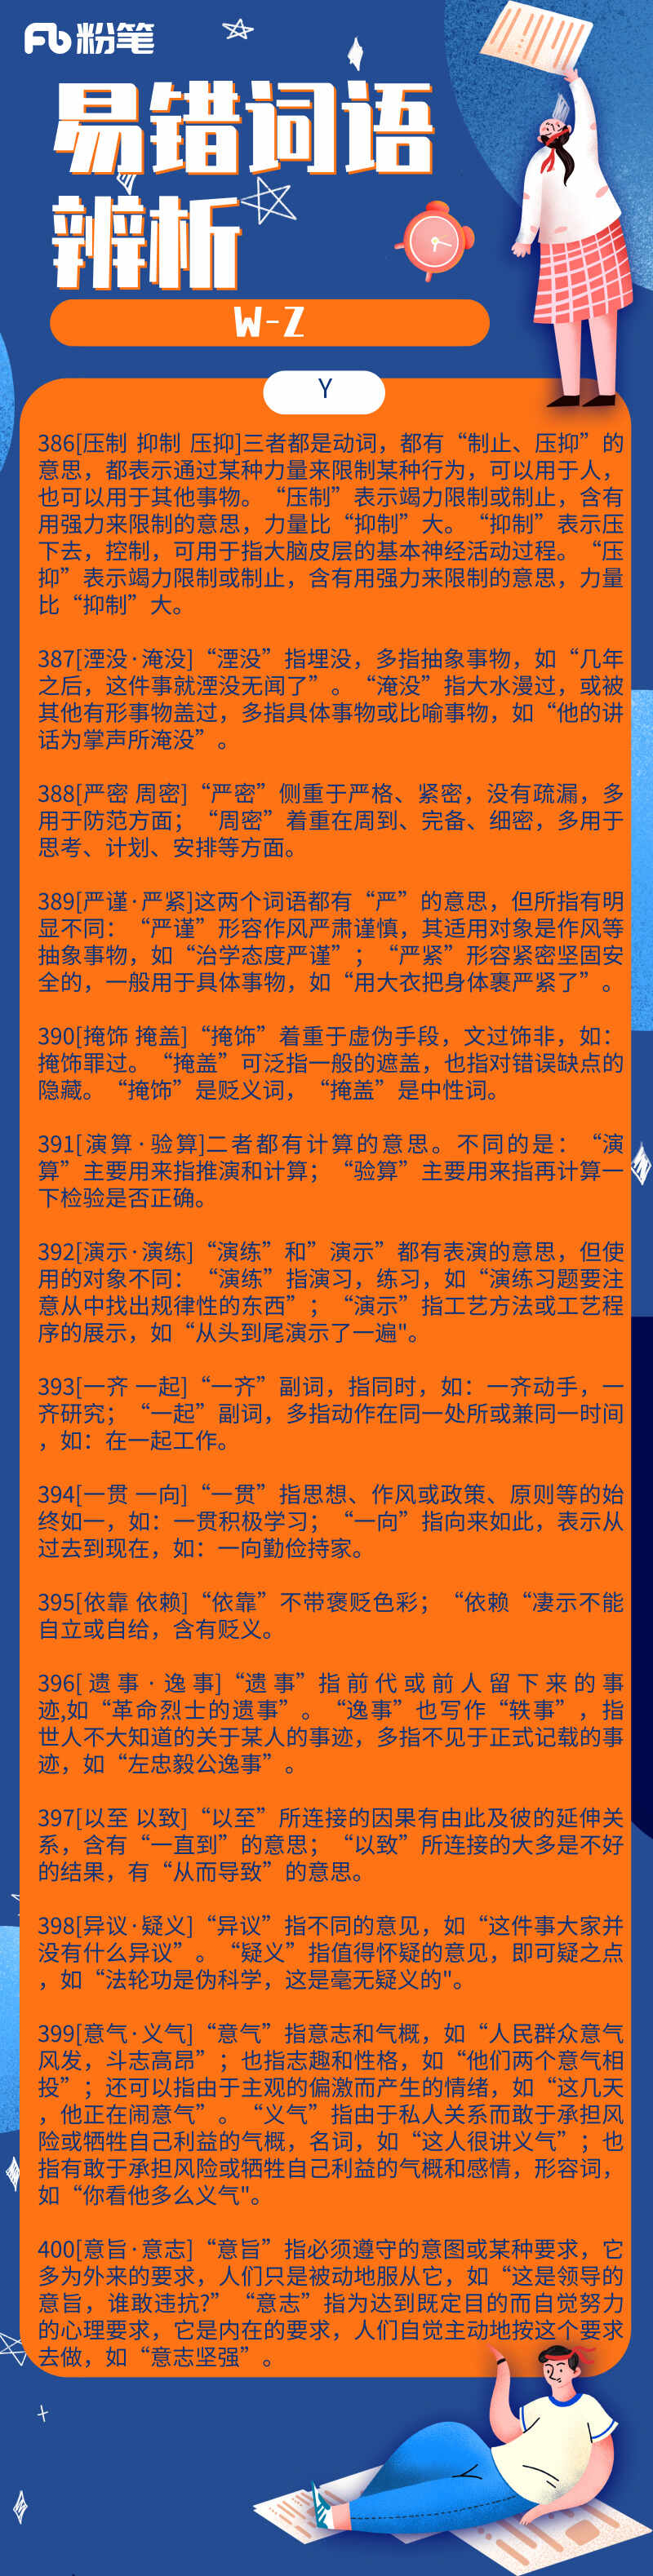 粉笔
易错词语
辨析
W-Z
Y
386[压制 抑制 压抑]三者都是动词，都有“制止、压抑”的
意思，都表示通过某种力量来限制某种行为，可以用于人，
也可以用于其他事物。“压制”表示竭力限制或制止，含有
用强力来限制的意思，力量比“抑制”大。“抑制”表示压
下去，控制，可用于指大脑皮层的基本神经活动过程。“压
抑”表示竭力限制或制止，含有用强力来限制的意思，力量
比“抑制”大。
387[湮没·淹没]“湮没”指埋没，多指抽象事物，如“几年
之后，这件事就湮没无闻了”。“淹没”指大水漫过，或被
其他有形事物盖过，多指具体事物或比喻事物，如“他的讲
话为掌声所淹没”。
388[严密 周密]“严密”侧重于严格、紧密，没有疏漏，多
用于防范方面；“周密”着重在周到、完备、细密，多用于
思考、计划、安排等方面。
389[严谨·严紧]这两个词语都有“严”的意思，但所指有明
显不同：“严谨”形容作风严肃谨慎，其适用对象是作风等
抽象事物，如“治学态度严谨”；“严紧”形容紧密坚固安
全的，一般用于具体事物，如“用大衣把身体裹严紧了”。
390[掩饰 掩盖]“掩饰”着重于虚伪手段，文过饰非，如：
掩饰罪过。“掩盖”可泛指一般的遮盖，也指对错误缺点的
隐藏。“掩饰”是贬义词，“掩盖”是中性词。
391[演算·验算]二者都有计算的意思。不同的是：“演
算”主要用来指推演和计算；“验算”主要用来指再计算一
下检验是否正确。
392[演示·演练]“演练”和”演示”都有表演的意思，但使
用的对象不同：“演练”指演习，练习，如“演练习题要注
意从中找出规律性的东西”；“演示”指工艺方法或工艺程
序的展示，如“从头到尾演示了一遍"。
393[一齐 一起]“一齐”副词，指同时，如：一齐动手，一
齐研究；“一起”副词，多指动作在同一处所或兼同一时间
，如：在一起工作。
394[一贯 一向]“一贯”指思想、作风或政策、原则等的始
终如一，如：一贯积极学习；“一向”指向来如此，表示从
过去到现在，如：一向勤俭持家。
395[依靠 依赖]“依靠”不带褒贬色彩；“依赖“凄示不能
自立或自给，含有贬义。
396[遗事·逸事]“遗事”指前代或前人留下来的事
迹,如“革命烈士的遗事”。“逸事”也写作“轶事”，指
世人不大知道的关于某人的事迹，多指不见于正式记载的事
迹，如“左忠毅公逸事”。
397[以至 以致]“以至”所连接的因果有由此及彼的延伸关
系，含有“一直到”的意思；“以致”所连接的大多是不好
的结果，有“从而导致”的意思。
398[异议·疑义]“异议”指不同的意见，如“这件事大家并
没有什么异议”。“疑义”指值得怀疑的意见，即可疑之点
，如“法轮功是伪科学，这是毫无疑义的"。
399[意气·义气]“意气”指意志和气概，如“人民群众意气
风发，斗志高昂”；也指志趣和性格，如“他们两个意气相
投”；还可以指由于主观的偏激而产生的情绪，如“这几天
，他正在闹意气”。“义气”指由于私人关系而敢于承担风
险或牺牲自己利益的气概，名词，如“这人很讲义气”；也
指有敢于承担风险或牺牲自己利益的气概和感情，形容词，
如“你看他多么义气"。
400[意旨·意志]“意旨”指必须遵守的意图或某种要求，它
多为外来的要求，人们只是被动地服从它，如“这是领导的
意旨，谁敢违抗?”“意志”指为达到既定目的而自觉努力
的心理要求，它是内在的要求，人们自觉主动地按这个要求
去做，如“意志坚强”。